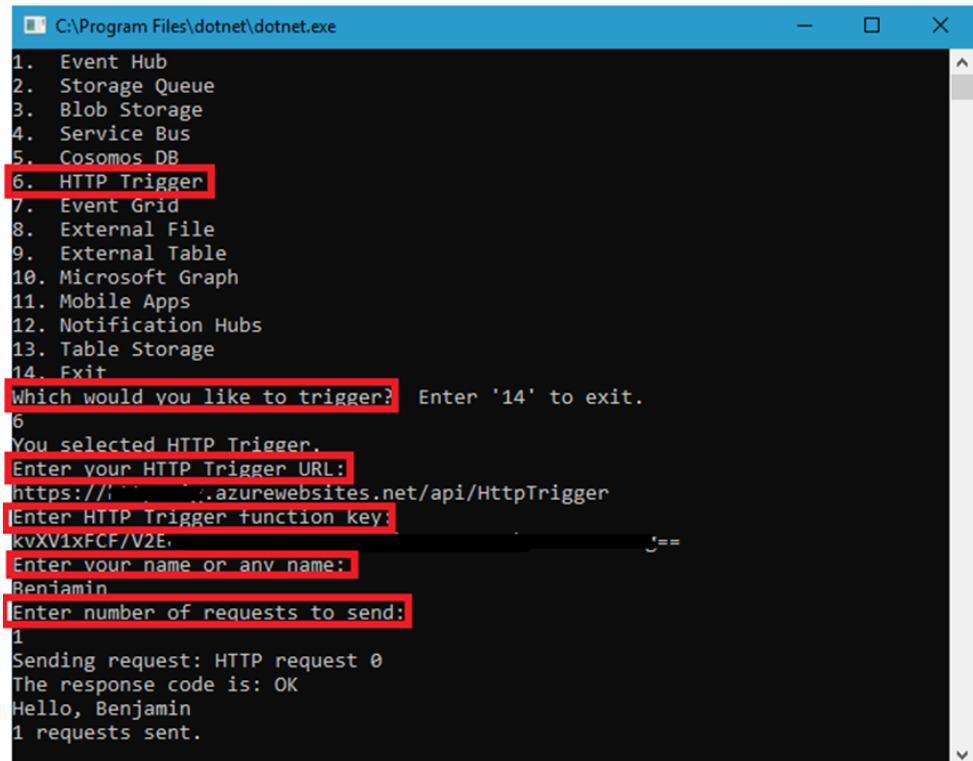 C:\Program Files\dotnet\dotnet.exe
1. Event Hub
2. Storage Queue
3. Blob Storage
4. Service Bus
5. Cosomos DB
6. HTTP Trigger
7. Event Grid
8. External File
9. External Table
10. Microsoft Graph
11. Mobile Apps
12. Notification Hubs
13. Table Storage
14. Exit
Which would you like to trigger? Enter '14' to exit.
6
You selected HTTP Trigger.
Enter your HTTP Trigger URL:
https:// .azurewebsites.net/api/HttpTrigger
Enter HTTP Trigger function key:
kvXV1xFCF/V2E ==
Enter your name or any name:
Benjamin
Enter number of requests to send:
1
Sending request: HTTP request 0
The response code is: OK
Hello, Benjamin
1 requests sent.